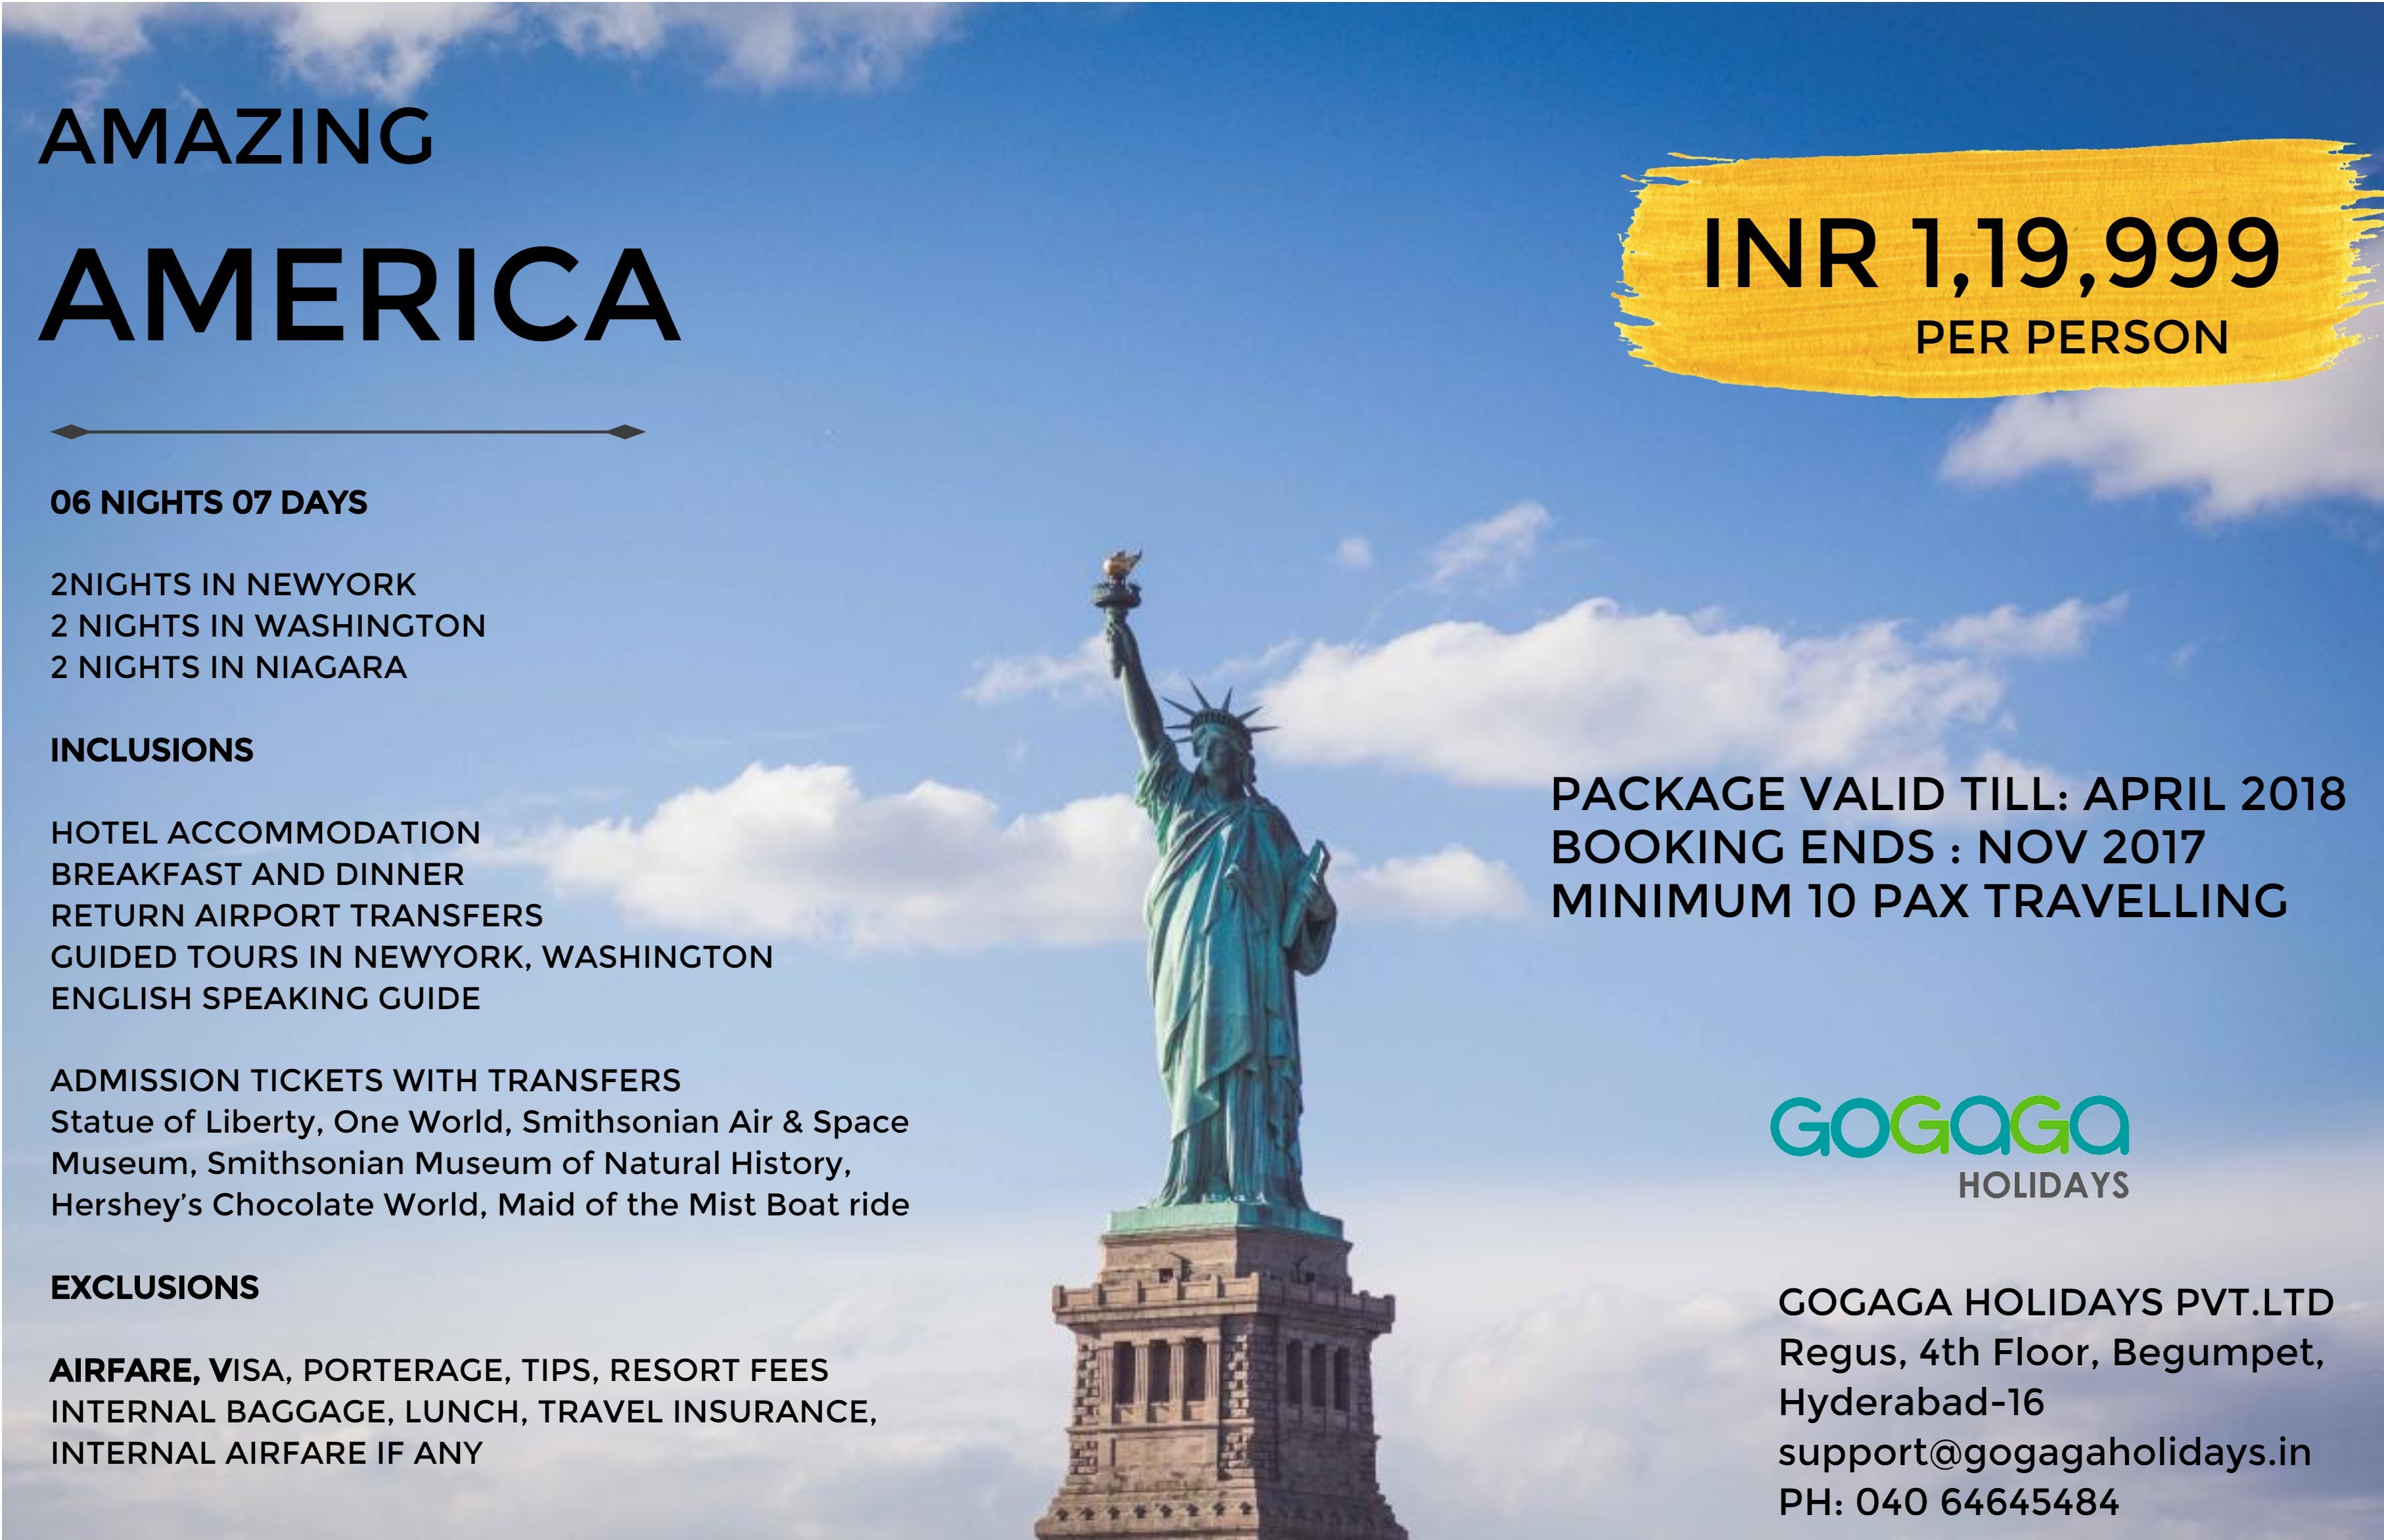 AMAZING
AMERICA
06 NIGHTS 07 DAYS
2NIGHTS IN NEWYORK
2 NIGHTS IN WASHINGTON
2 NIGHTS IN NIAGARA
INCLUSIONS
HOTEL ACCOMMODATION
BREAKFAST AND DINNER
RETURN AIRPORT TRANSFERS
GUIDED TOURS IN NEWYORK, WASHINGTON
ENGLISH SPEAKING GUIDE
ADMISSION TICKETS WITH TRANSFERS
Statue of Liberty, One World, Smithsonian Air & Space
Museum, Smithsonian Museum of Natural History,
Hershey's Chocolate World, Maid of the Mist Boat ride
EXCLUSIONS
AIRFARE, VISA, PORTERAGE, TIPS, RESORT FEES
INTERNAL BAGGAGE, LUNCH, TRAVEL INSURANCE,
INTERNAL AIRFARE IF ANY
INR 1,19,999
PER PERSON
PACKAGE VALID TILL: APRIL 2018
BOOKING ENDS : NOV 2017
MINIMUM 10 PAX TRAVELLING
GOGAGA
HOLIDAYS
GOGAGA HOLIDAYS PVT.LTD
Regus, 4th Floor, Begumpet,
Hyderabad-16
support@gogagaholidays.in
PH: 040 64645484